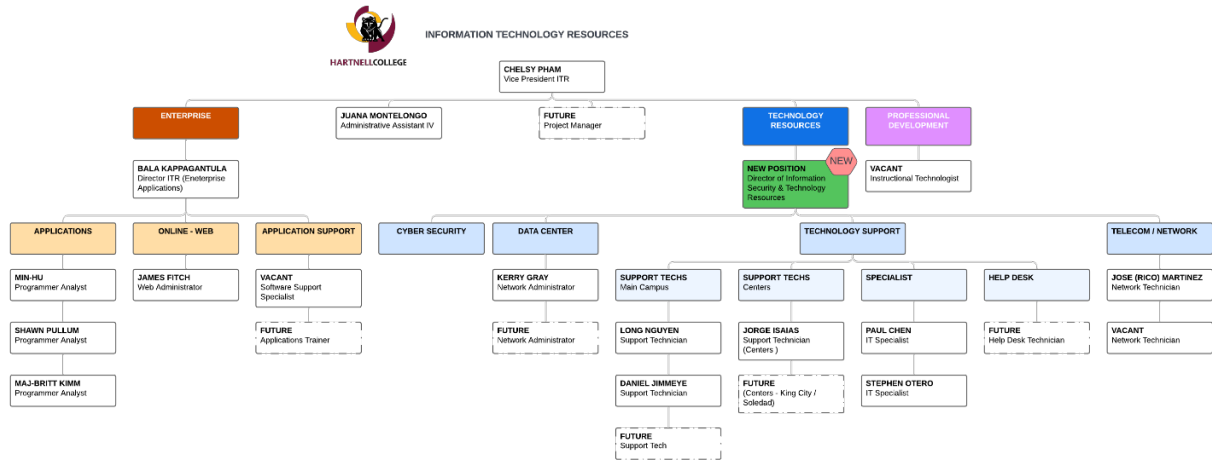 INFORMATION TECHNOLOGY RESOURCES
HARTNELLCOLLEGE
CHELSY PHAM
Vice President ITR
ENTERPRISE
JUANA MONTELONGO
Administrative Assistant IV
FUTURE
Project Manager
TECHNOLOGY
RESOURCES
PROFESSIONAL
DEVELOPMENT
BALA KAPPAGANTULA
Director ITR (Eneterprise
Applications)
NEW
NEW POSITION
Director of Information
Security & Technology
Resources
VACANT
Instructional Technologist
APPLICATIONS
ONLINE - WEB
APPLICATION SUPPORT
CYBER SECURITY
DATA CENTER
TECHNOLOGY SUPPORT
TELECOM / NETWORK
MIN-HU
Programmer Analyst
JAMES FITCH
Web Administrator
VACANT
Software Support
Specialist
KERRY GRAY
Network Administrator
SUPPORT TECHS
Main Campus
SUPPORT TECHS
Centers
SPECIALIST
HELP DESK
JOSE (RICO) MARTINEZ
Network Technician
SHAWN PULLUM
Programmer Analyst
FUTURE
Applications Trainer
FUTURE
Network Administrator
LONG NGUYEN
Support Technician
JORGE ISAIAS
Support Technician
(Centers )
PAUL CHEN
IT Specialist
FUTURE
Help Desk Technician
VACANT
Network Technician
MAJ-BRITT KIMM
Programmer Analyst
DANIEL JIMMEYE
Support Technician
FUTURE
(Centers - King City /
Soledad)
STEPHEN OTERO
IT Specialist
FUTURE
Support Tech